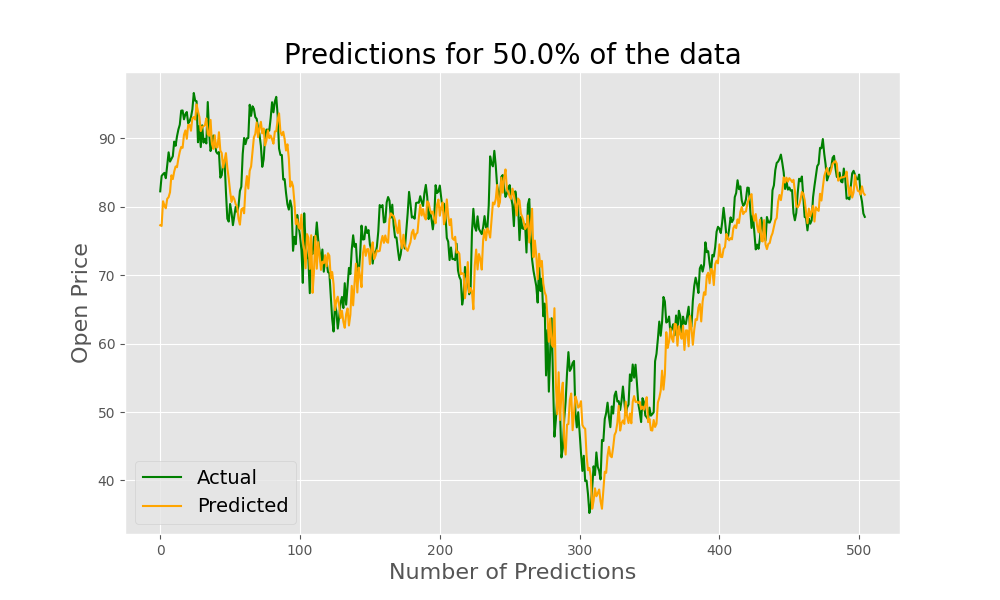 Predictions for 50.0% of the data
Open Price
90
80
70
60
50
40
Actual
Predicted
0 100 200 300 400 500
Number of Predictions